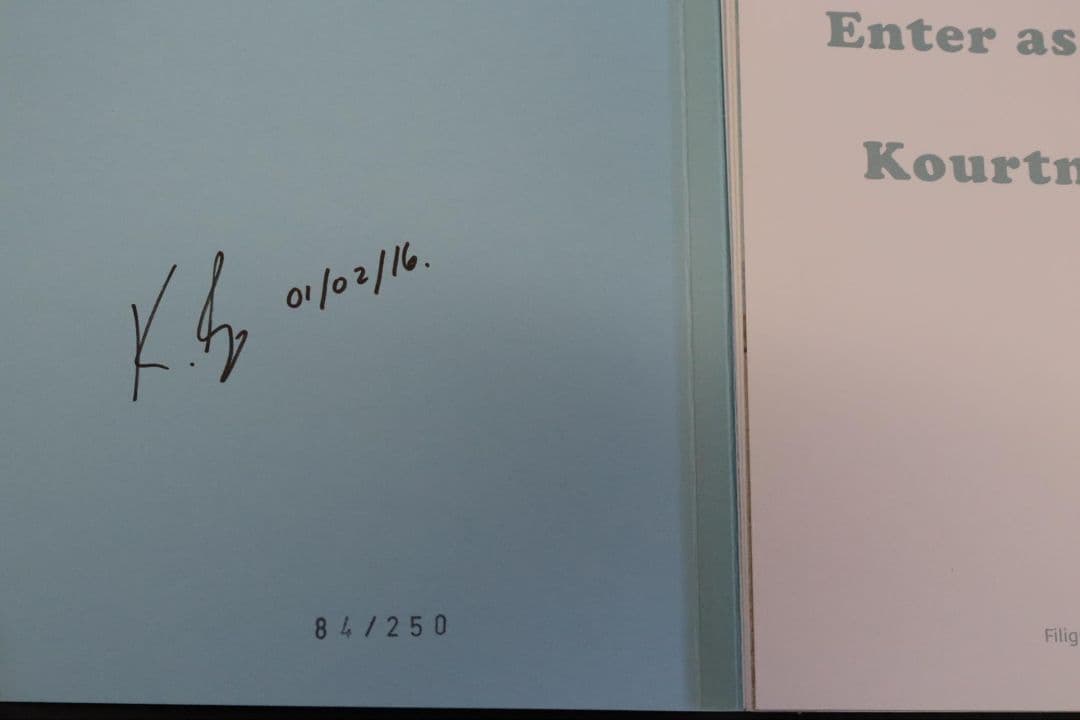 K.
01/02/16.
84/250
Enter as
Kourtn
Filig